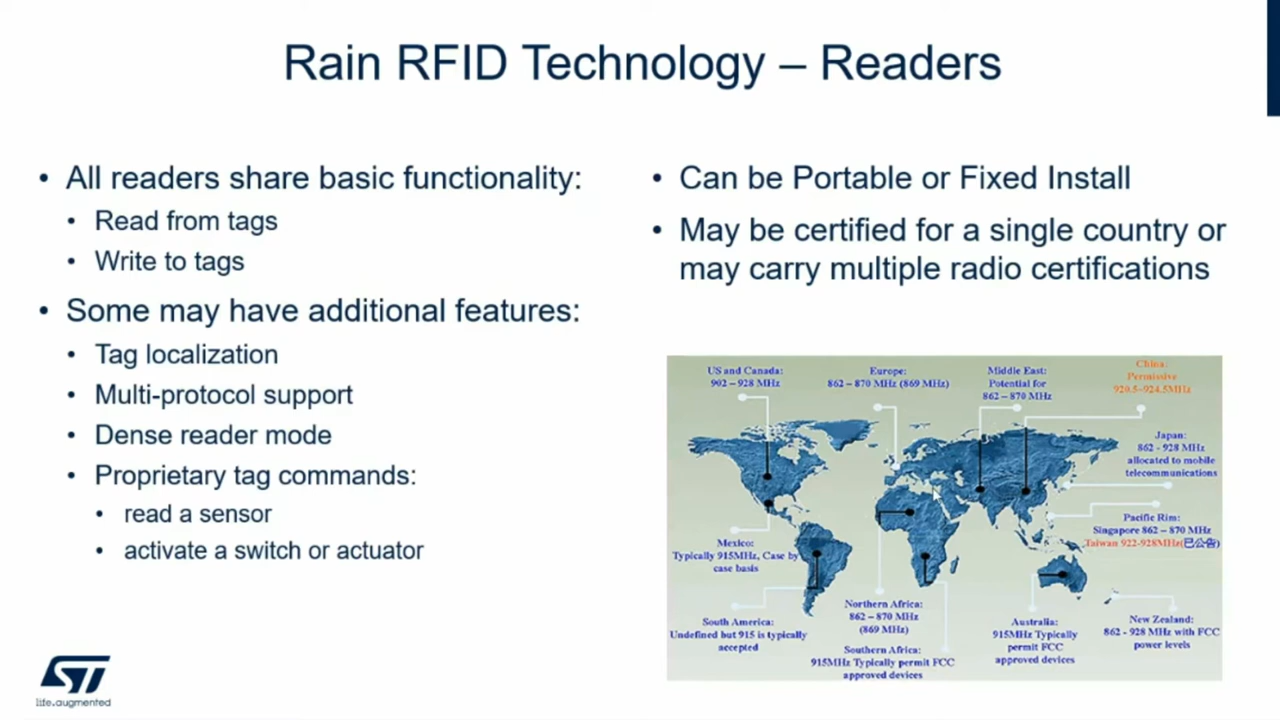 Rain RFID Technology – Readers
• All readers share basic functionality:
• Read from tags
• Write to tags
• Some may have additional features:
• Tag localization
• Multi-protocol support
• Dense reader mode
• Proprietary tag commands:
• read a sensor
• activate a switch or actuator
• Can be Portable or Fixed Install
• May be certified for a single country or
may carry multiple radio certifications
US and Canada:
902 – 928 MHz
Europe:
862 – 870 MHz (869 MHz)
Middle East:
Potential for
862 – 870 MHz
China:
Permissive
920.5~924.5MHz
Japan:
862 - 928 MHz
allocated to mobile
telecommunications
Pacific Rim:
Singapore 862 – 870 MHz
Taiwan 922-928MHz(已公告)
Mexico:
Typically 915MHz, Case by
case basis
South America:
Undefined but 915 is typically
accepted
Northern Africa:
862 – 870 MHz
(869 MHz)
Southern Africa:
915MHz Typically permit FCC
approved devices
Australia:
915MHz Typically
permit FCC
approved devices
New Zealand:
862 - 928 MHz with FCC
power levels
ST
life.augmented